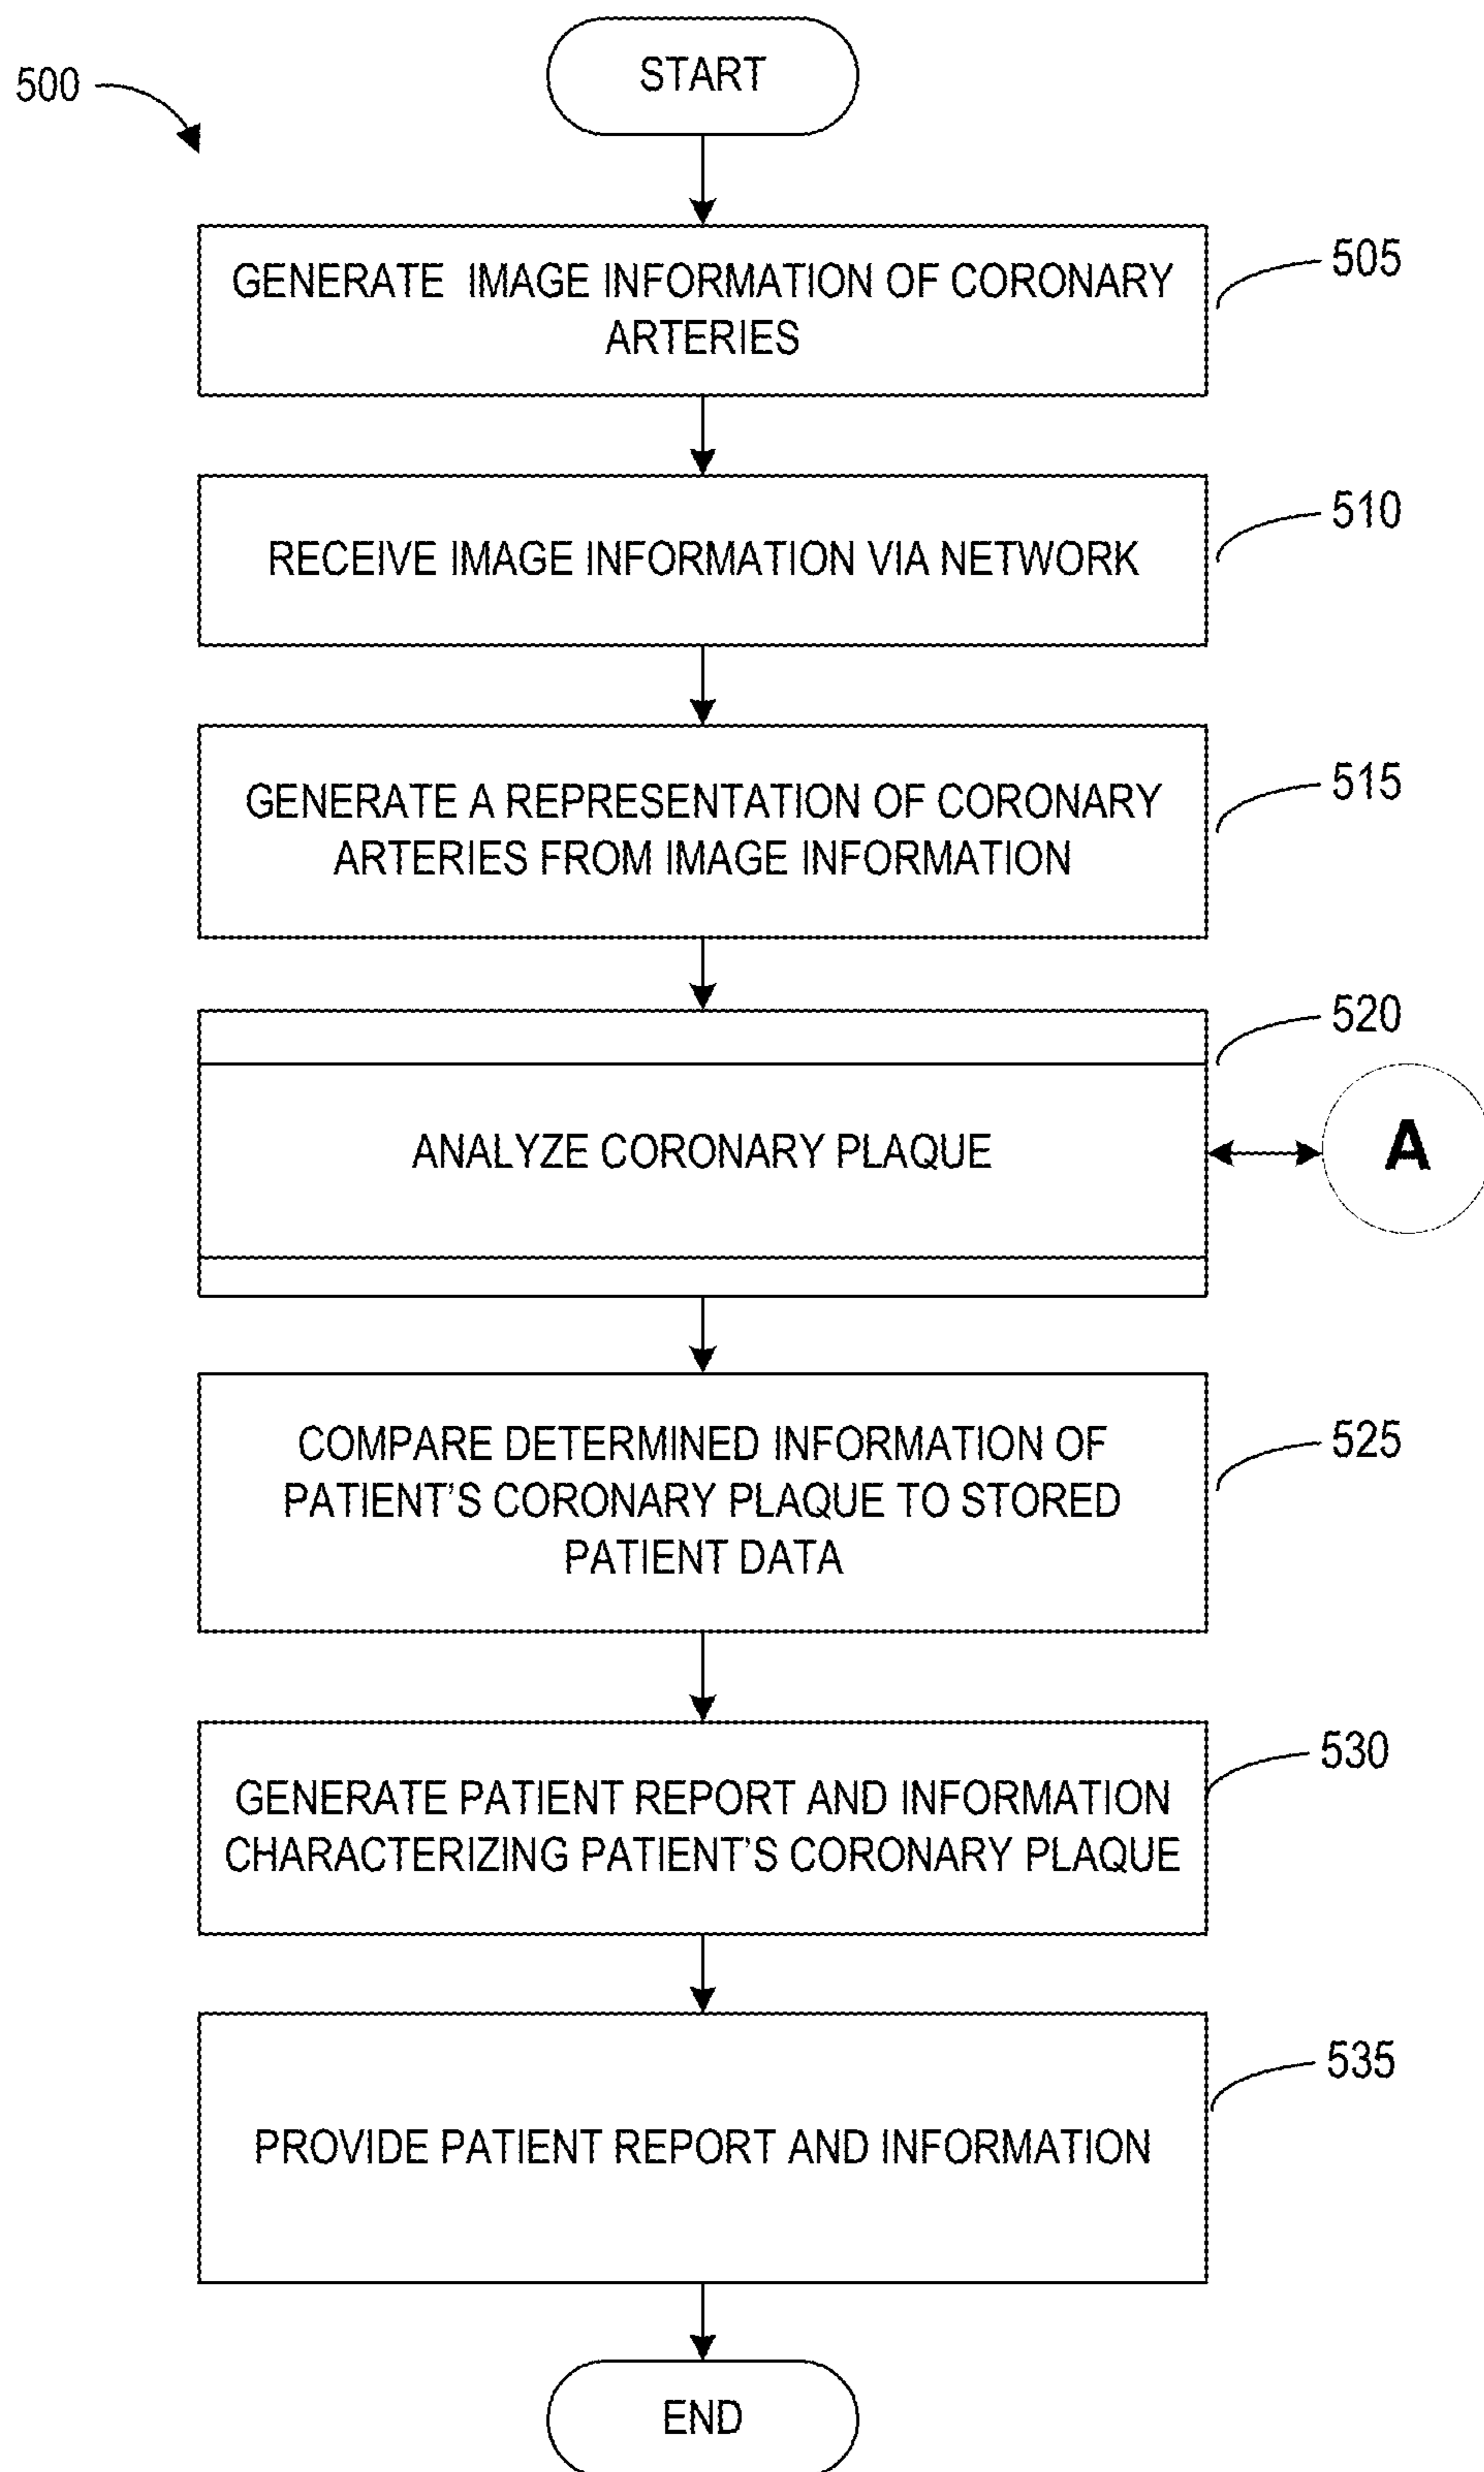 START
500
GENERATE IMAGE INFORMATION OF CORONARY
ARTERIES
505
RECEIVE IMAGE INFORMATION VIA NETWORK
510
GENERATE A REPRESENTATION OF CORONARY
ARTERIES FROM IMAGE INFORMATION
515
ANALYZE CORONARY PLAQUE
520
A
COMPARE DETERMINED INFORMATION OF
PATIENT'S CORONARY PLAQUE TO STORED
PATIENT DATA
525
GENERATE PATIENT REPORT AND INFORMATION
CHARACTERIZING PATIENT'S CORONARY PLAQUE
530
PROVIDE PATIENT REPORT AND INFORMATION
535
END